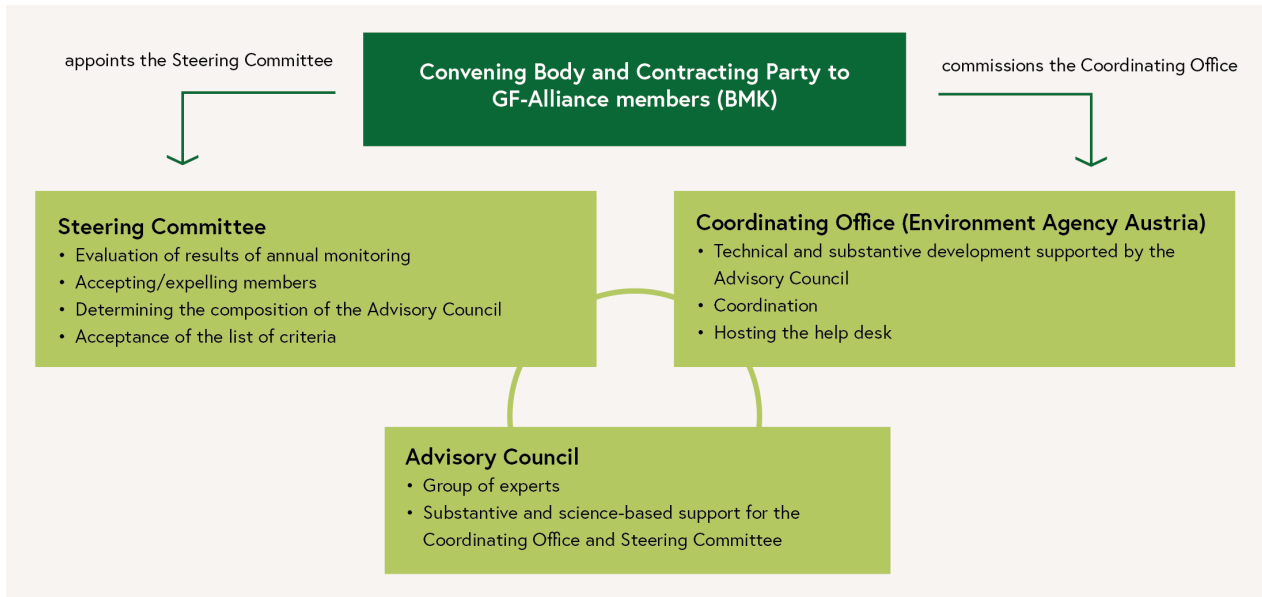 appoints the Steering Committee
Convening Body and Contracting Party to
GF-Alliance members (BMK)
commissions the Coordinating Office
Steering Committee
• Evaluation of results of annual monitoring
• Accepting/expelling members
• Determining the composition of the Advisory Council
• Acceptance of the list of criteria
Coordinating Office (Environment Agency Austria)
• Technical and substantive development supported by the
Advisory Council
• Coordination
• Hosting the help desk
Advisory Council
• Group of experts
• Substantive and science-based support for the
Coordinating Office and Steering Committee